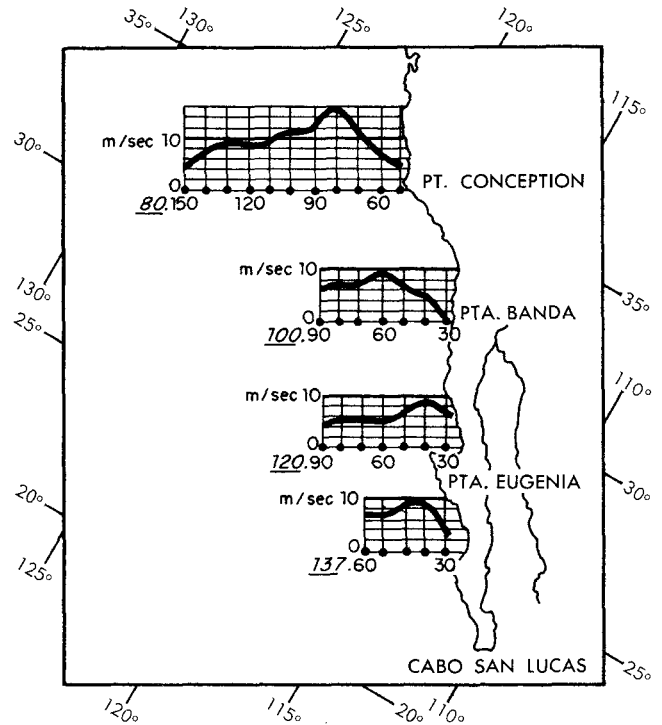 35° 130° 125° 120°
115°
30°
m/sec 10
0
80.150 120 90 60
PT. CONCEPTION
130°
25°
m/sec 10
0
100.90 60 30
PTA. BANDA
35°
110°
m/sec 10
0
120.90 60 30
PTA. EUGENIA
30°
20°
125°
m/sec 10
0
137.60 30
CABO SAN LUCAS
25°
120° 115° 20° 110°